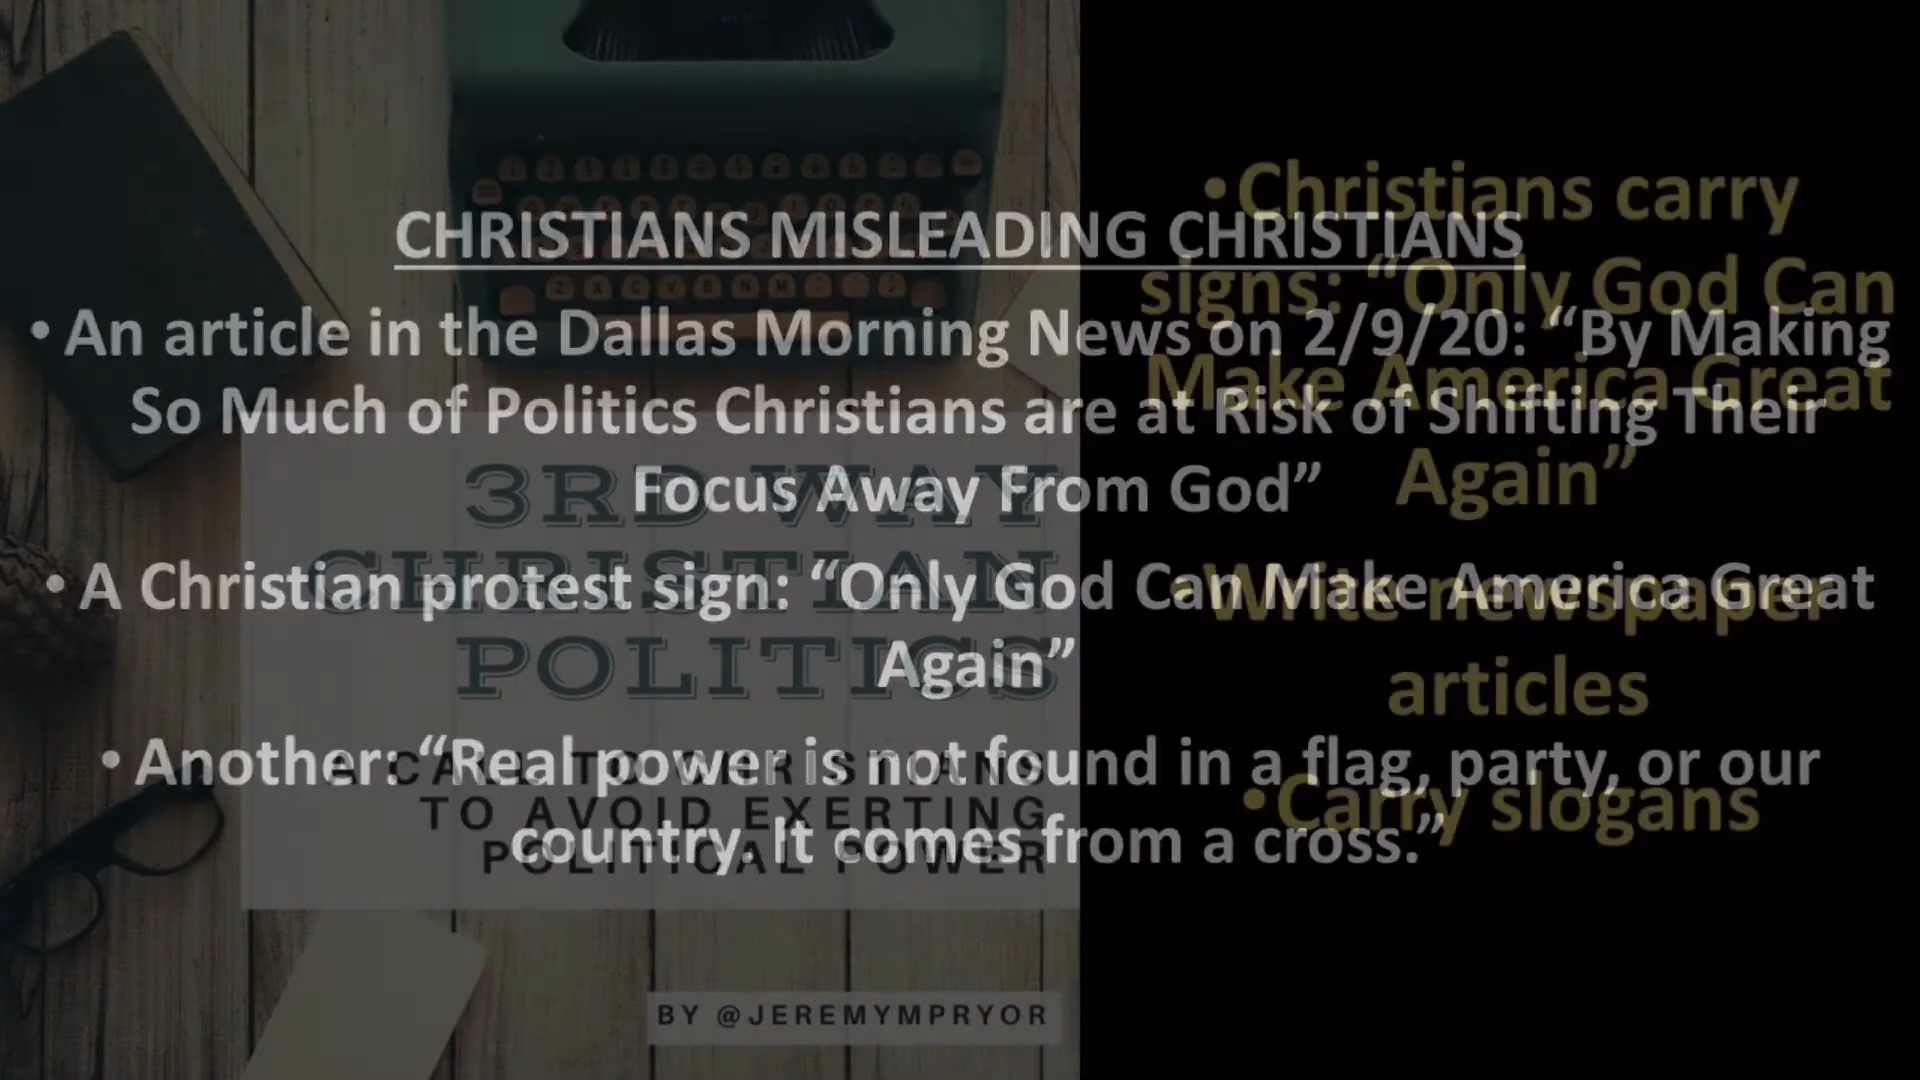 CHRISTIANS MISLEADING CHRISTIANS
• An article in the Dallas Morning News on 2/9/20: “By Making
So Much of Politics Christians are at Risk of Shifting Their
Focus Away From God”
• A Christian protest sign: “Only God Can Make America Great
Again”
• Another: “Real power is not found in a flag, party, or our
country. It comes from a cross.”
•Christians carry
signs: “Only God Can
Make America Great
Again”
•Write newspaper
articles
•Carry slogans
3RD WAY
CHRISTIAN
POLITICS
A CALL TO CHRISTIANS
TO AVOID EXERTING
POLITICAL POWER
BY @JEREMYMPRYOR